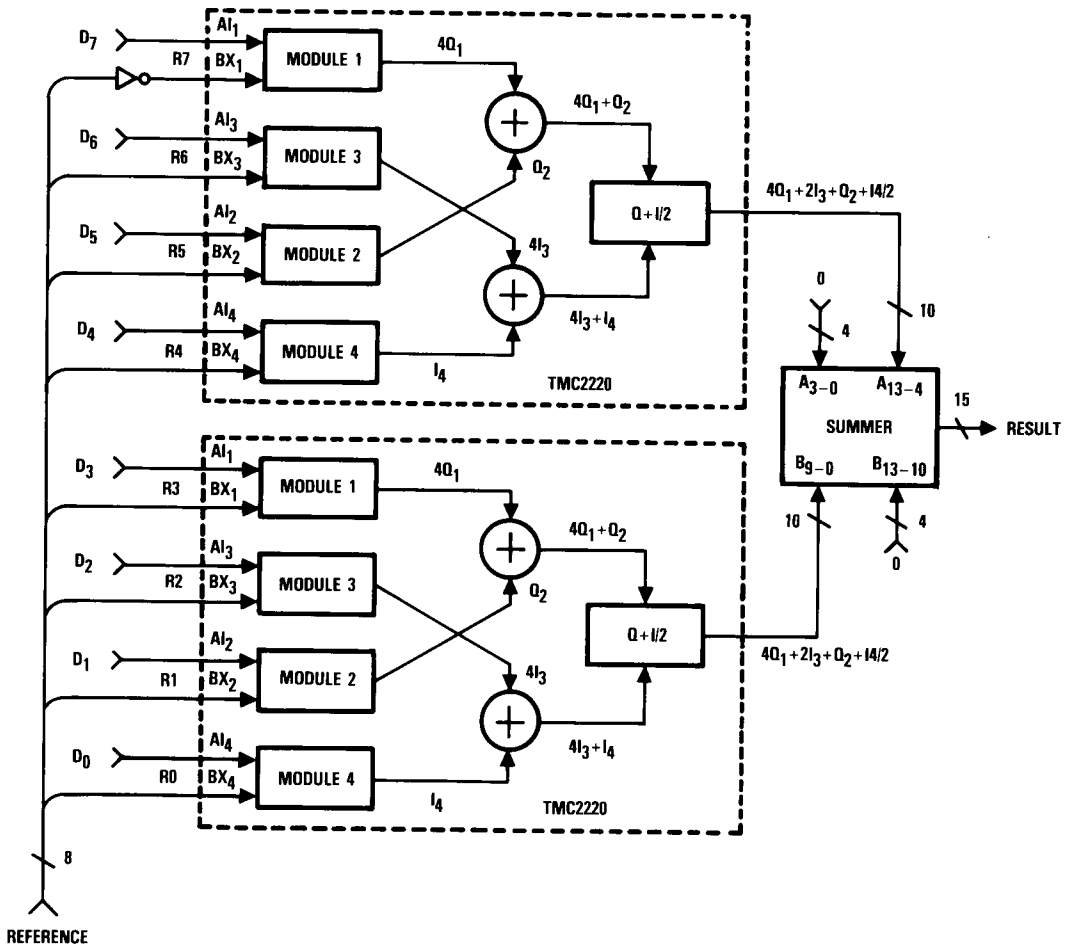 D7 AI1 MODULE 1 4Q1
R7 BX1
4Q1+Q2
D6 AI3 MODULE 3
R6 BX3
Q2
4Q1+2I3+Q2+I4/2
Q+I/2
D5 AI2 MODULE 2
R5 BX2
4I3
0
4
10
D4 AI4 MODULE 4
R4 BX4
4I3+I4
I4
TMC2220
A3-0 A13-4
15
SUMMER
RESULT
B9-0 B13-10
10
4
0
D3 AI1 MODULE 1 4Q1
R3 BX1
4Q1+Q2
D2 AI3 MODULE 3
R2 BX3
Q2
Q+I/2
4Q1+2I3+Q2+I4/2
D1 AI2 MODULE 2
R1 BX2
4I3
D0 AI4 MODULE 4
R0 BX4
4I3+I4
I4
TMC2220
8
REFERENCE